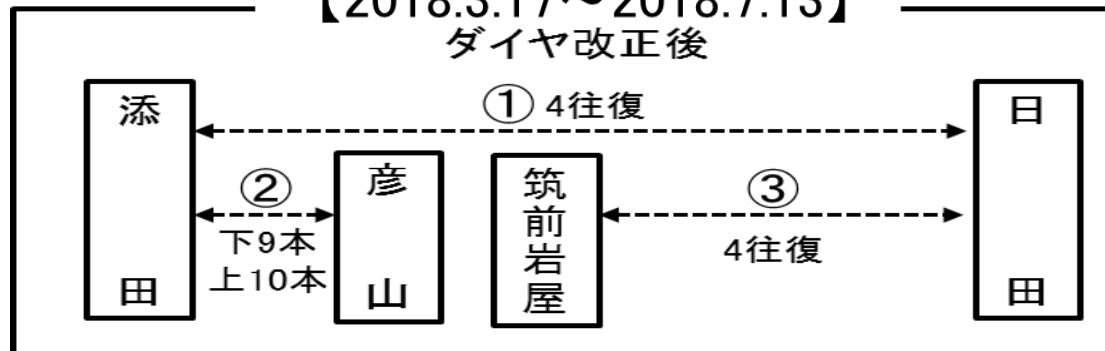 【2018.3.17～2018.7.13】
ダイヤ改正後
添田
① 4往復
日田
②
下9本
上10本
彦山
筑前岩屋
③
4往復